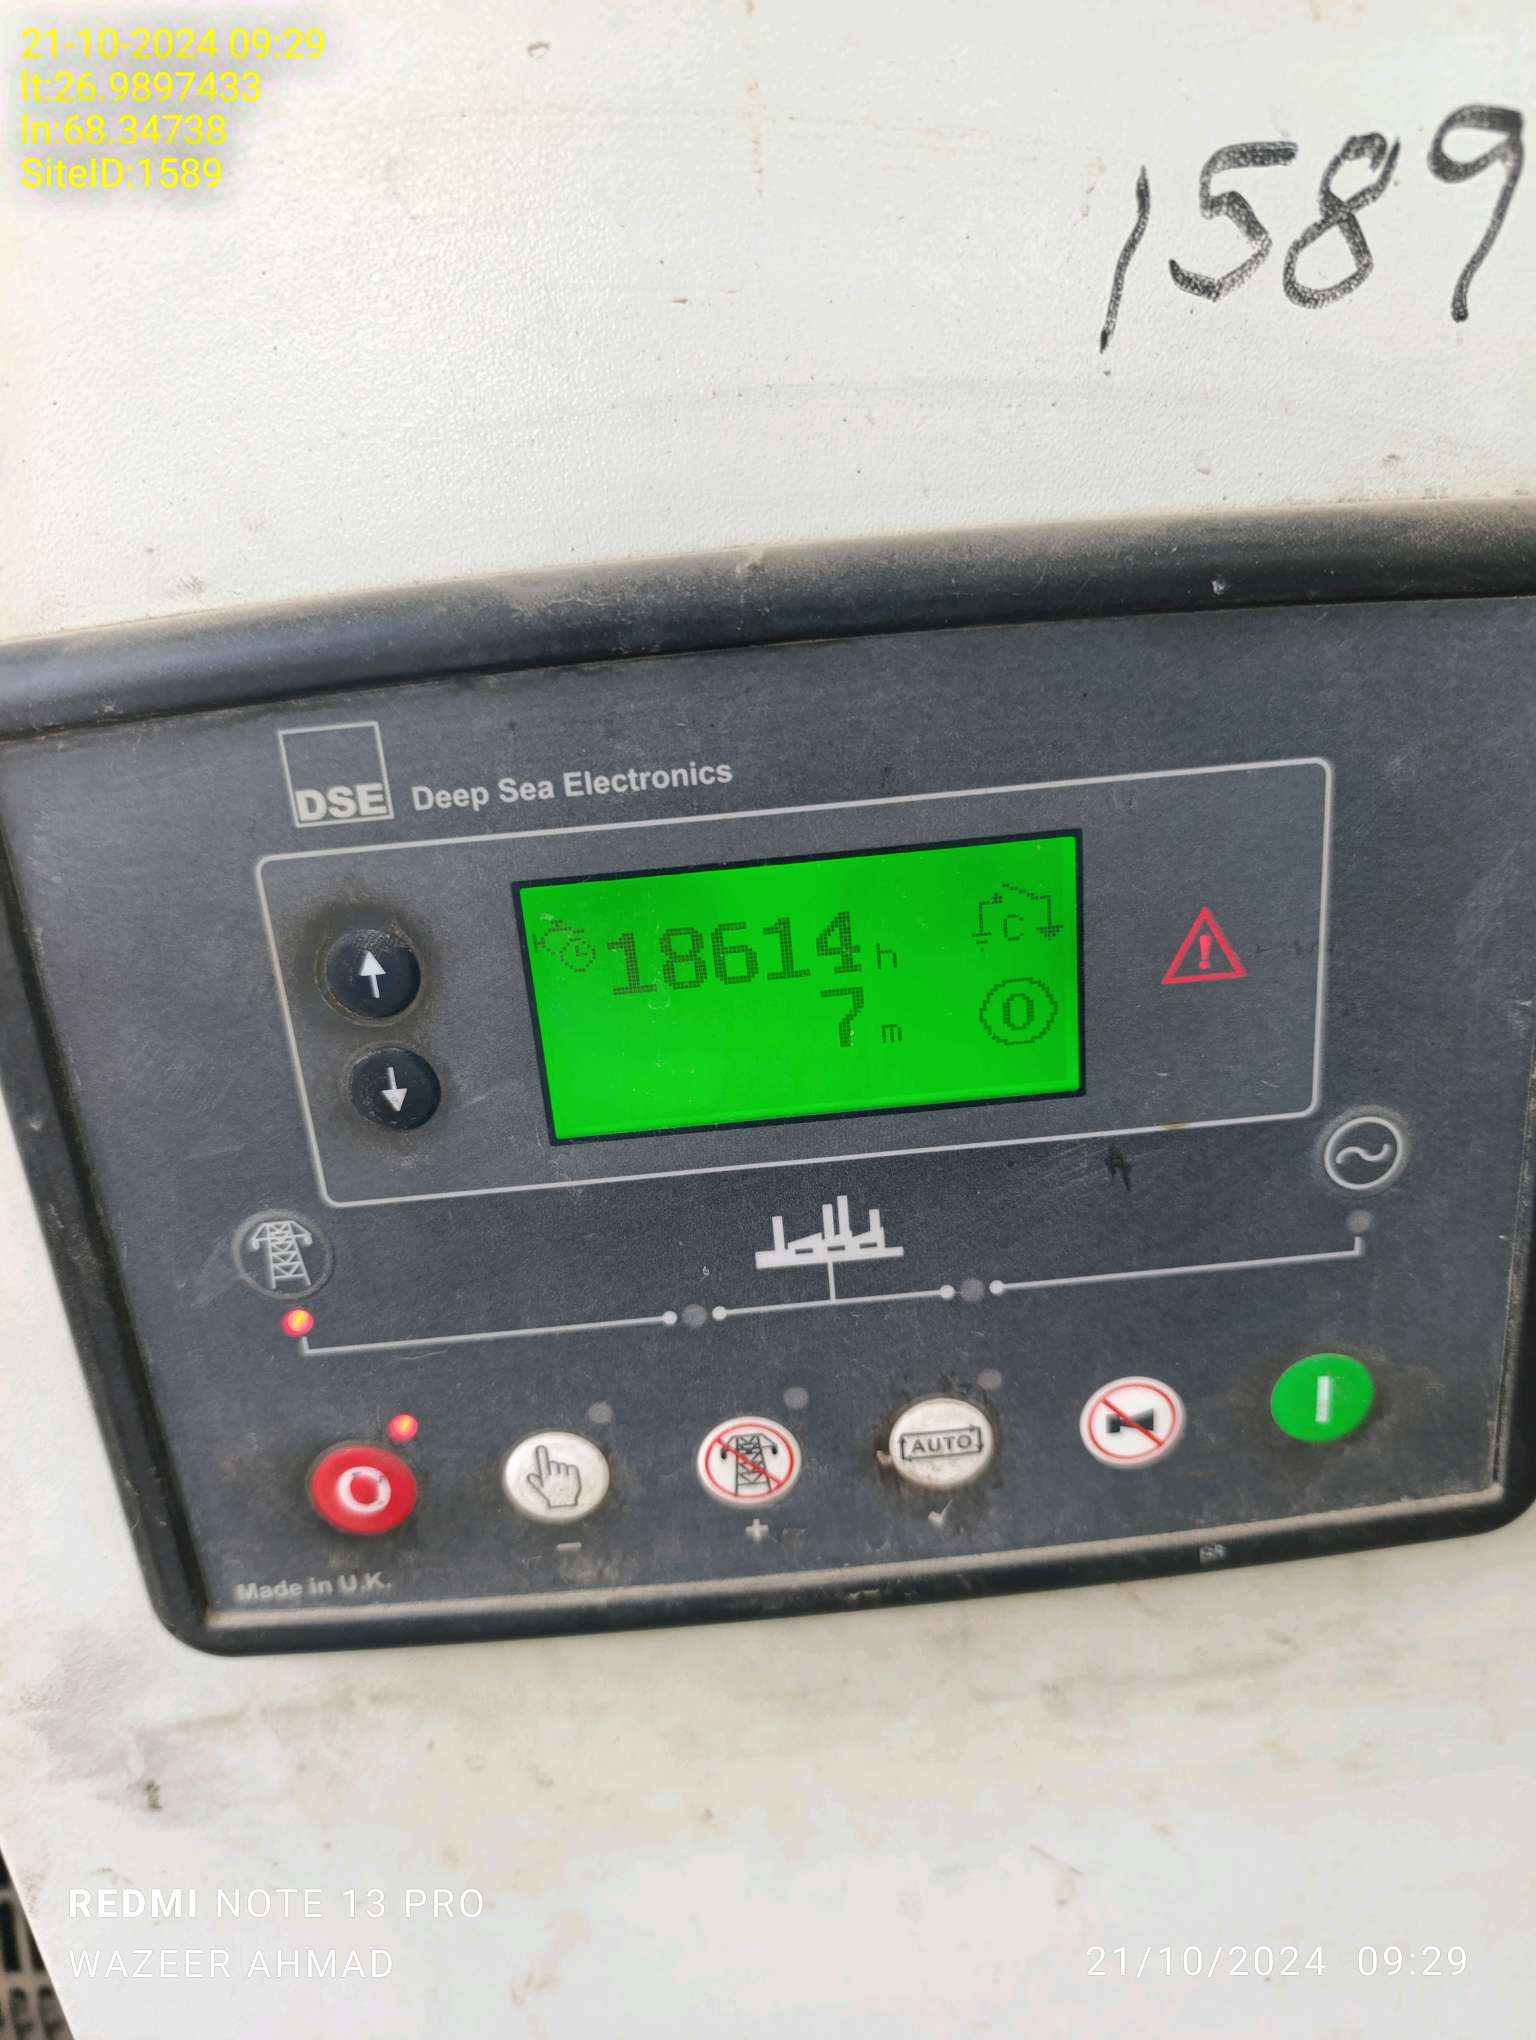 21-10-2024 09:29
lt:26.9897433
ln:68.34738
SiteID:1589
1589
DSE Deep Sea Electronics
18614 h
7 m
C
0
AUTO
Made in U.K.
REDMI NOTE 13 PRO
WAZEER AHMAD
21/10/2024 09:29